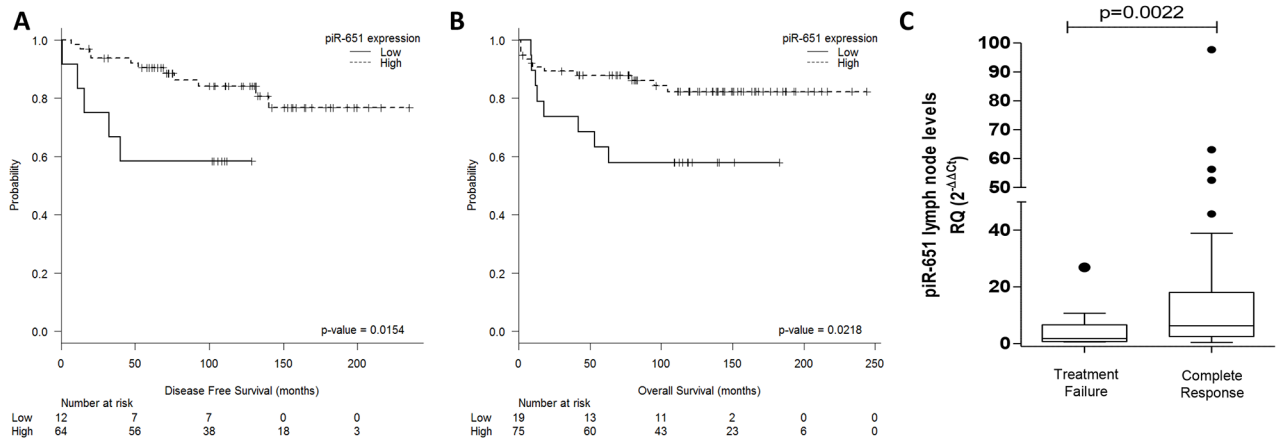 A
piR-651 expression
Low
High
1.0
0.8
0.6
0.4
0.2
0.0
Probability
p-value = 0.0154
0 50 100 150 200
Disease Free Survival (months)
Number at risk
Low 12 7 7 0 0
High 64 56 38 18 3
B
piR-651 expression
Low
High
1.0
0.8
0.6
0.4
0.2
0.0
Probability
p-value = 0.0218
0 50 100 150 200 250
Overall Survival (months)
Number at risk
Low 19 13 11 2 0 0
High 75 60 43 23 6 0
C
p=0.0022
piR-651 lymph node levels
RQ (2^-ΔΔCt)
100
90
80
70
60
50
40
20
0
Treatment Complete
Failure Response